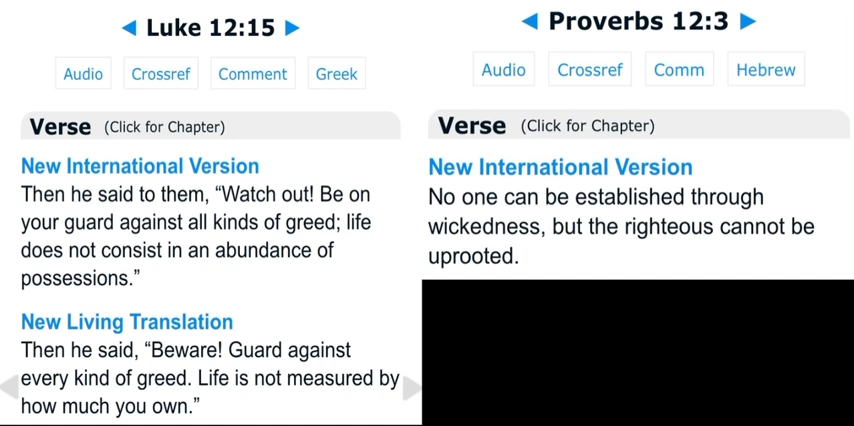 Luke 12:15
Audio Crossref Comment Greek
Verse (Click for Chapter)
New International Version
Then he said to them, “Watch out! Be on
your guard against all kinds of greed; life
does not consist in an abundance of
possessions.”
New Living Translation
Then he said, “Beware! Guard against
every kind of greed. Life is not measured by
how much you own.”
Proverbs 12:3
Audio Crossref Comm Hebrew
Verse (Click for Chapter)
New International Version
No one can be established through
wickedness, but the righteous cannot be
uprooted.